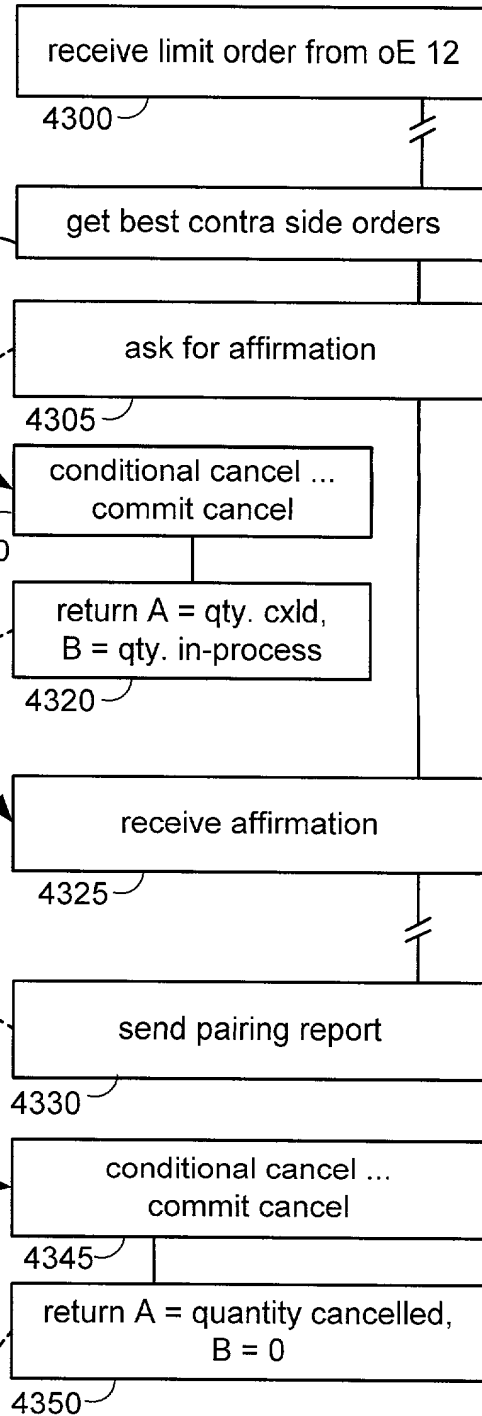 receive limit order from oE 12
4300
get best contra side orders
ask for affirmation
4305
conditional cancel ...
commit cancel
0
return A = qty. cxld,
B = qty. in-process
4320
receive affirmation
4325
send pairing report
4330
conditional cancel ...
commit cancel
4345
return A = quantity cancelled,
B = 0
4350